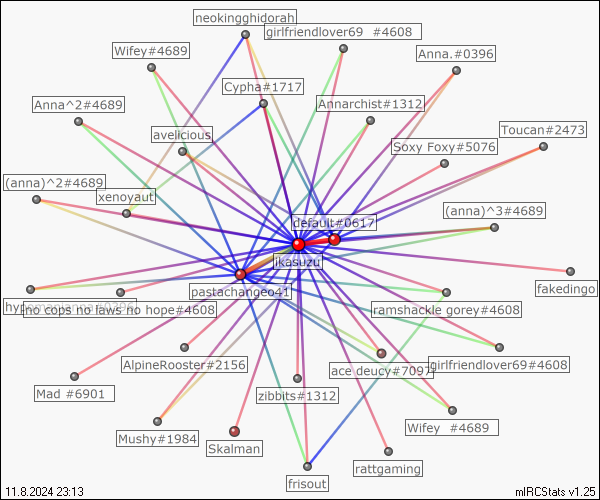 neokingghidorah
girlfriendlover69 #4608
Wifey#4689
Anna.#0396
Cypha#1717
Anna^2#4689
Annarchist#1312
avelicious
Toucan#2473
Soxy Foxy#5076
(anna)^2#4689
xenoyaut
(anna)^3#4689
default#0617
ikasuzu
fakedingo
pastachangeo41
no cops no laws no hope#4608
ramshackle gorey#4608
AlpineRooster#2156
ace deucy#7097
girlfriendlover69#4608
Mad #6901
zibbits#1312
Wifey #4689
Mushy#1984
Skalman
rattgaming
frisout
11.8.2024 23:13
mIRCStats v1.25